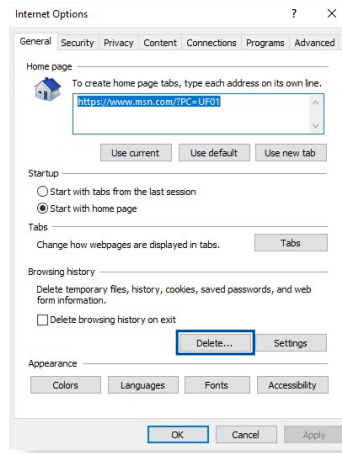 Internet Options ? ×
General Security Privacy Content Connections Programs Advanced
Home page
To create home page tabs, type each address on its own line.
https://www.msn.com/?PC=UF01
Use current Use default Use new tab
Startup
Start with tabs from the last session
Start with home page
Tabs
Change how webpages are displayed in tabs. Tabs
Browsing history
Delete temporary files, history, cookies, saved passwords, and web
form information.
Delete browsing history on exit
Delete... Settings
Appearance
Colors Languages Fonts Accessibility
OK Cancel Apply